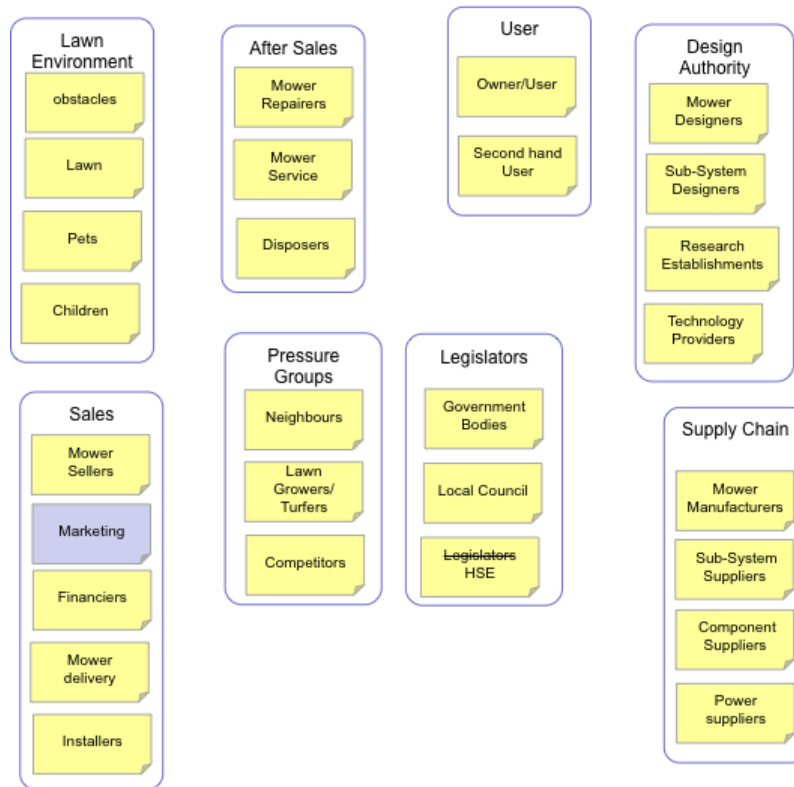 Lawn
Environment
obstacles
Lawn
Pets
Children
After Sales
Mower
Repairers
Mower
Service
Disposers
User
Owner/User
Second hand
User
Design
Authority
Mower
Designers
Sub-System
Designers
Research
Establishments
Technology
Providers
Sales
Mower
Sellers
Marketing
Financiers
Mower
delivery
Installers
Pressure
Groups
Neighbours
Lawn
Growers/
Turfers
Competitors
Legislators
Government
Bodies
Local Council
Legislators
HSE
Supply Chain
Mower
Manufacturers
Sub-System
Suppliers
Component
Suppliers
Power
suppliers